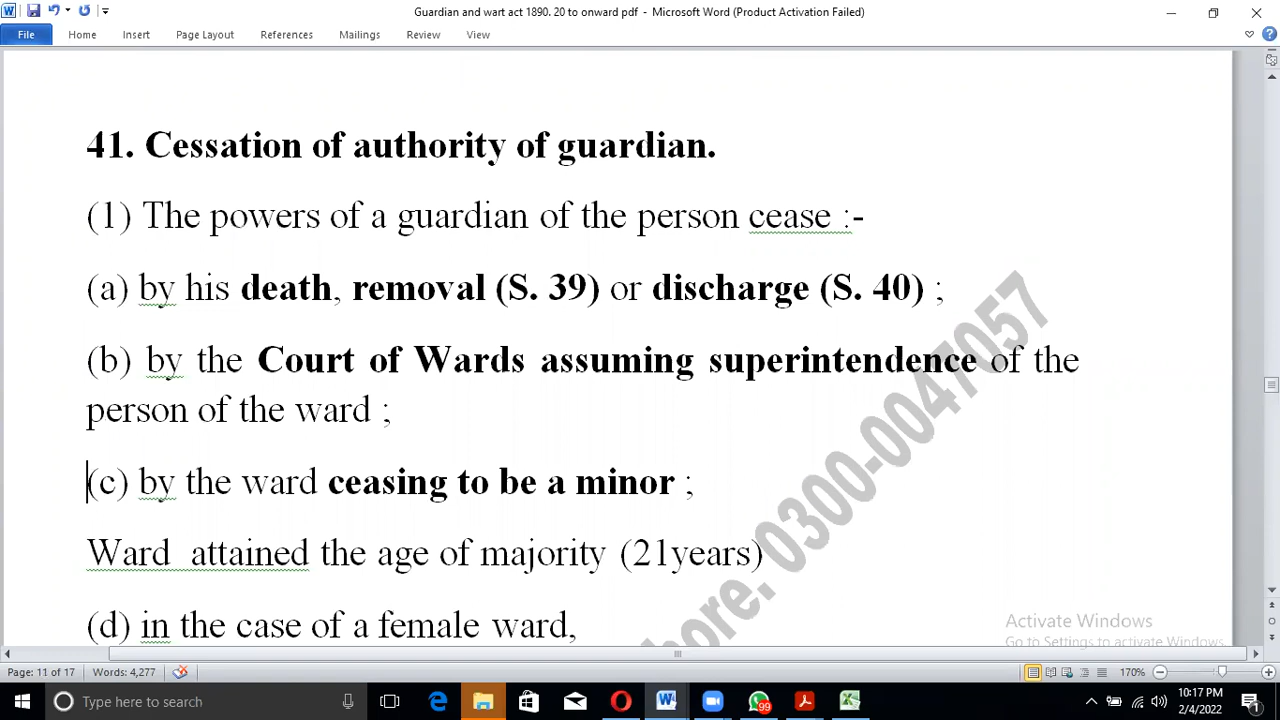 Guardian and wart act 1890. 20 to onward pdf - Microsoft Word (Product Activation Failed)
File Home Insert Page Layout References Mailings Review View
41. Cessation of authority of guardian.
(1) The powers of a guardian of the person cease :-
(a) by his death, removal (S. 39) or discharge (S. 40) ;
(b) by the Court of Wards assuming superintendence of the
person of the ward ;
(c) by the ward ceasing to be a minor ;
Ward attained the age of majority (21years)
(d) in the case of a female ward,
hore. 0300-0047057
Activate Windows
Go to Settings to activate Windows.
Page: 11 of 17 Words: 4,277 170%
Type here to search
99
10:17 PM
2/4/2022
1